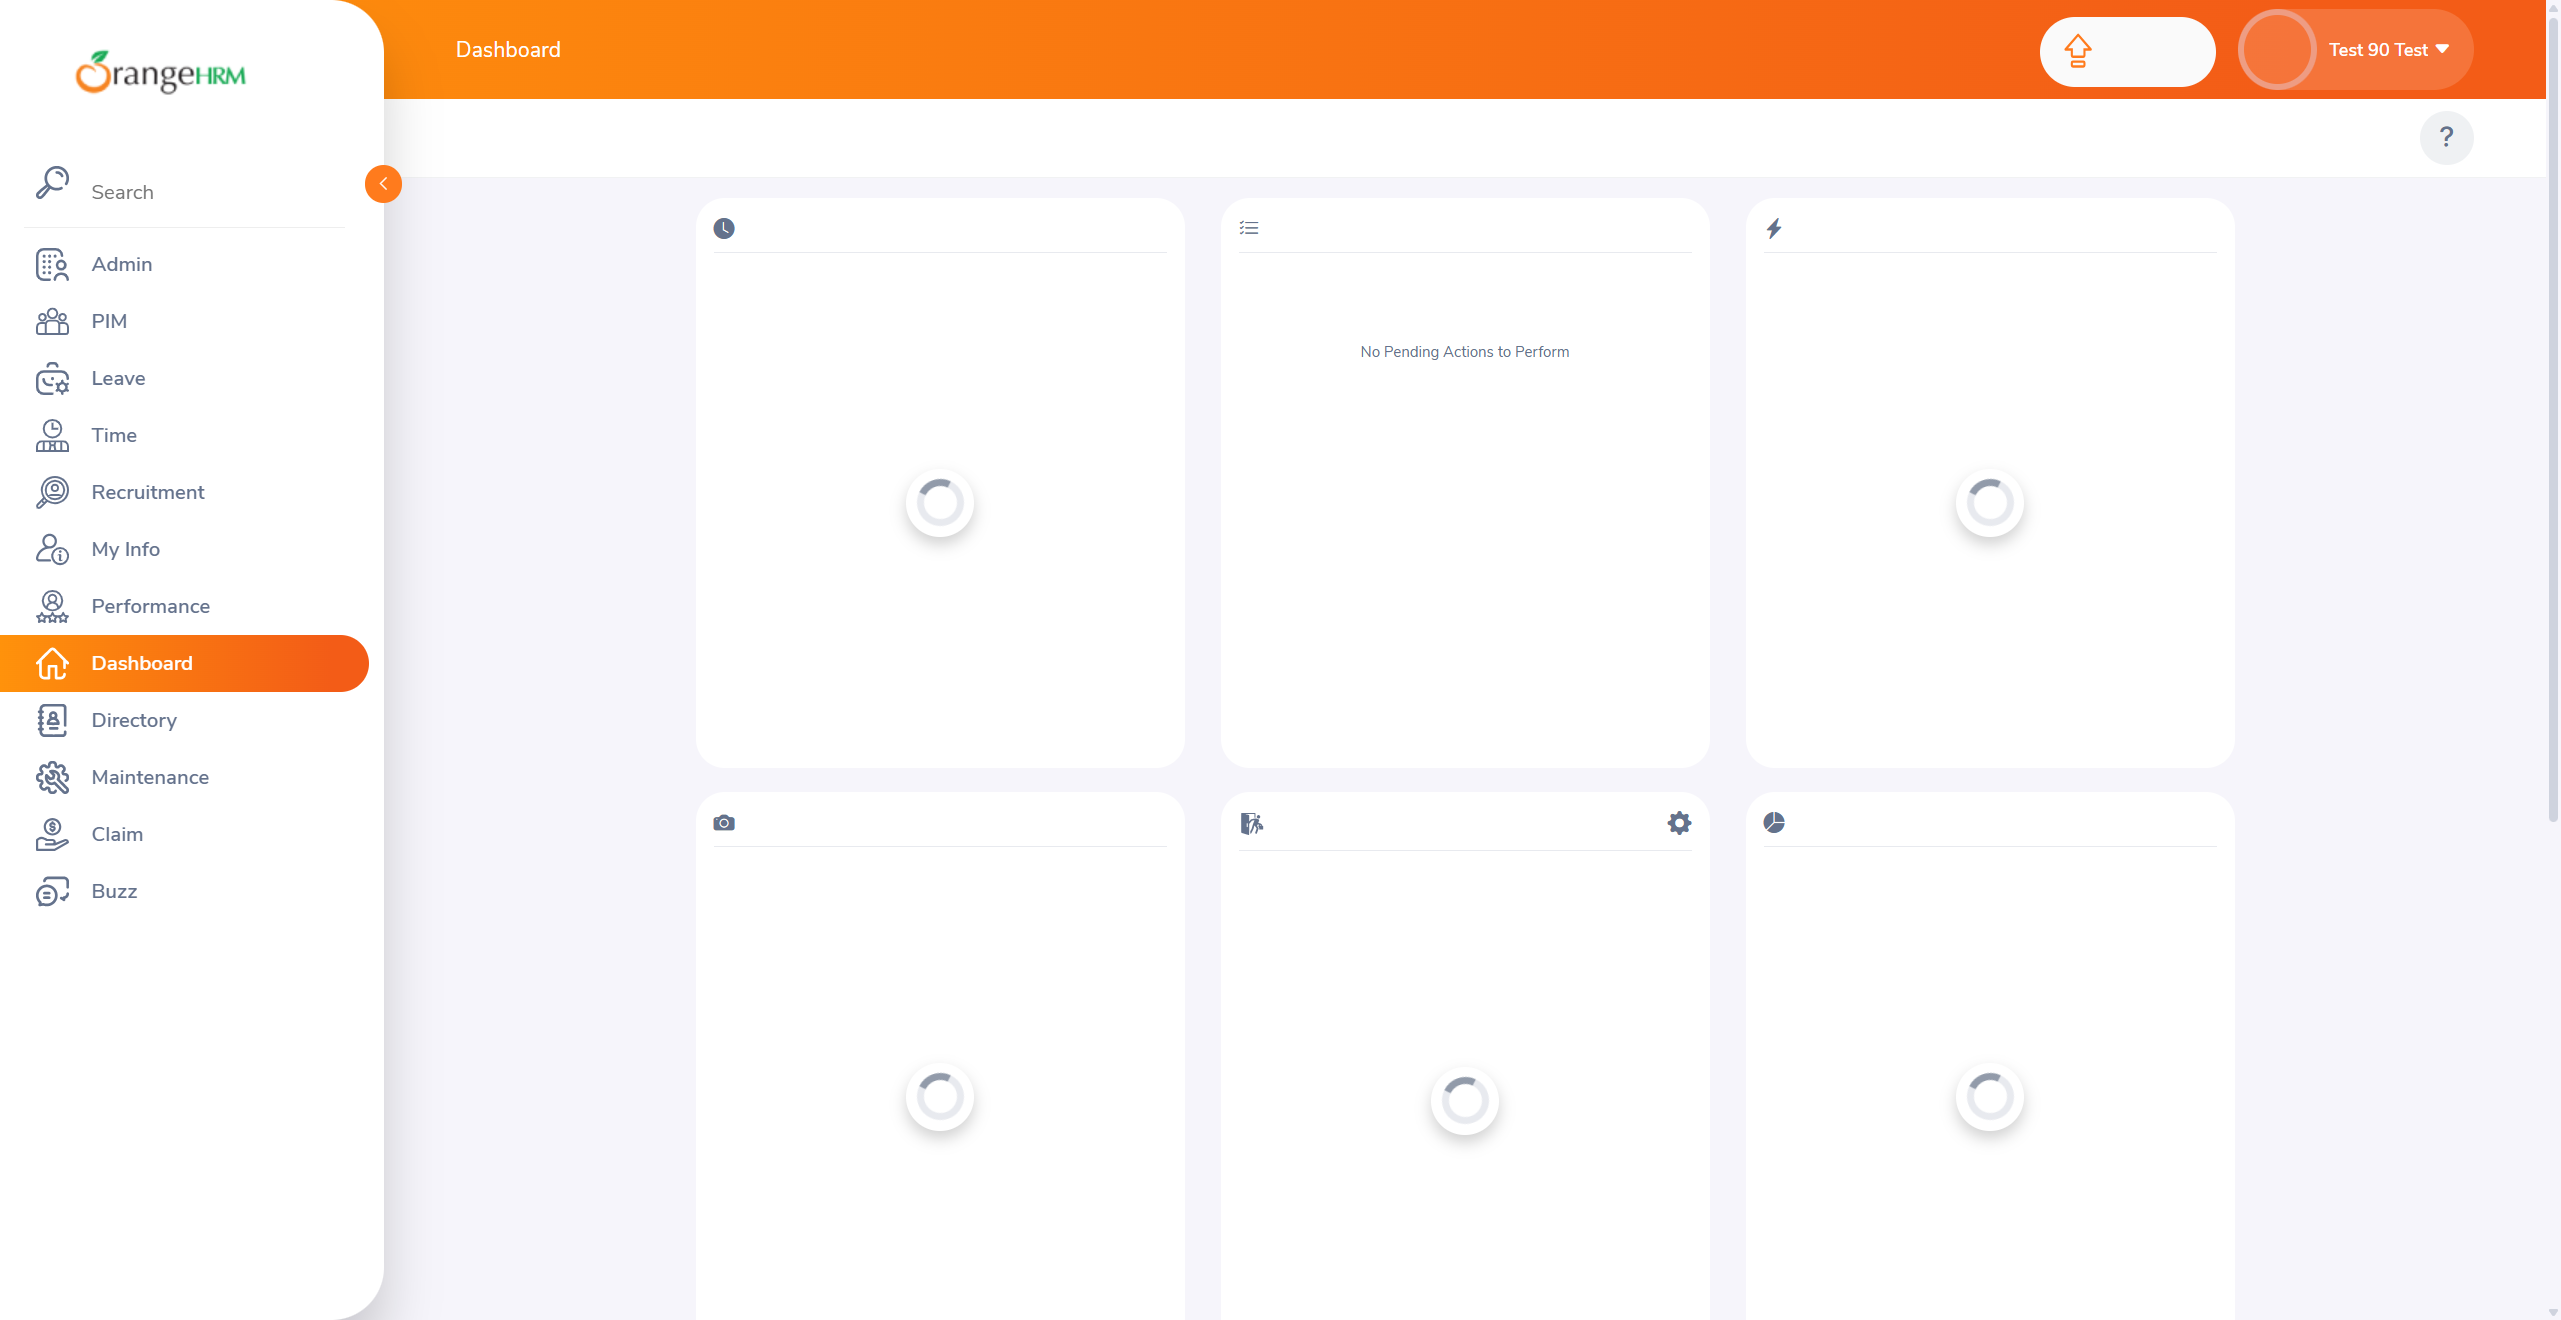 OrangeHRM
Dashboard
Test 90 Test
?
Search
Admin
PIM
Leave
Time
Recruitment
My Info
Performance
Dashboard
Directory
Maintenance
Claim
Buzz
No Pending Actions to Perform